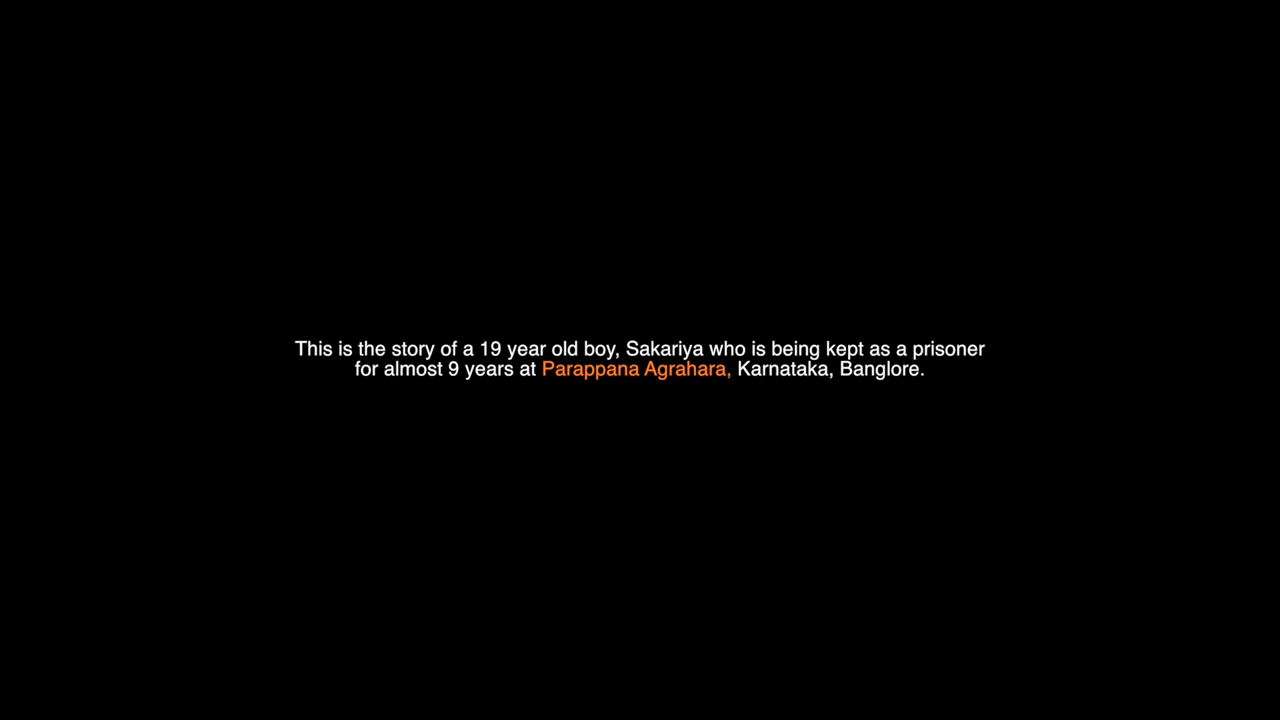 This is the story of a 19 year old boy, Sakariya who is being kept as a prisoner
for almost 9 years at Parappana Agrahara, Karnataka, Banglore.